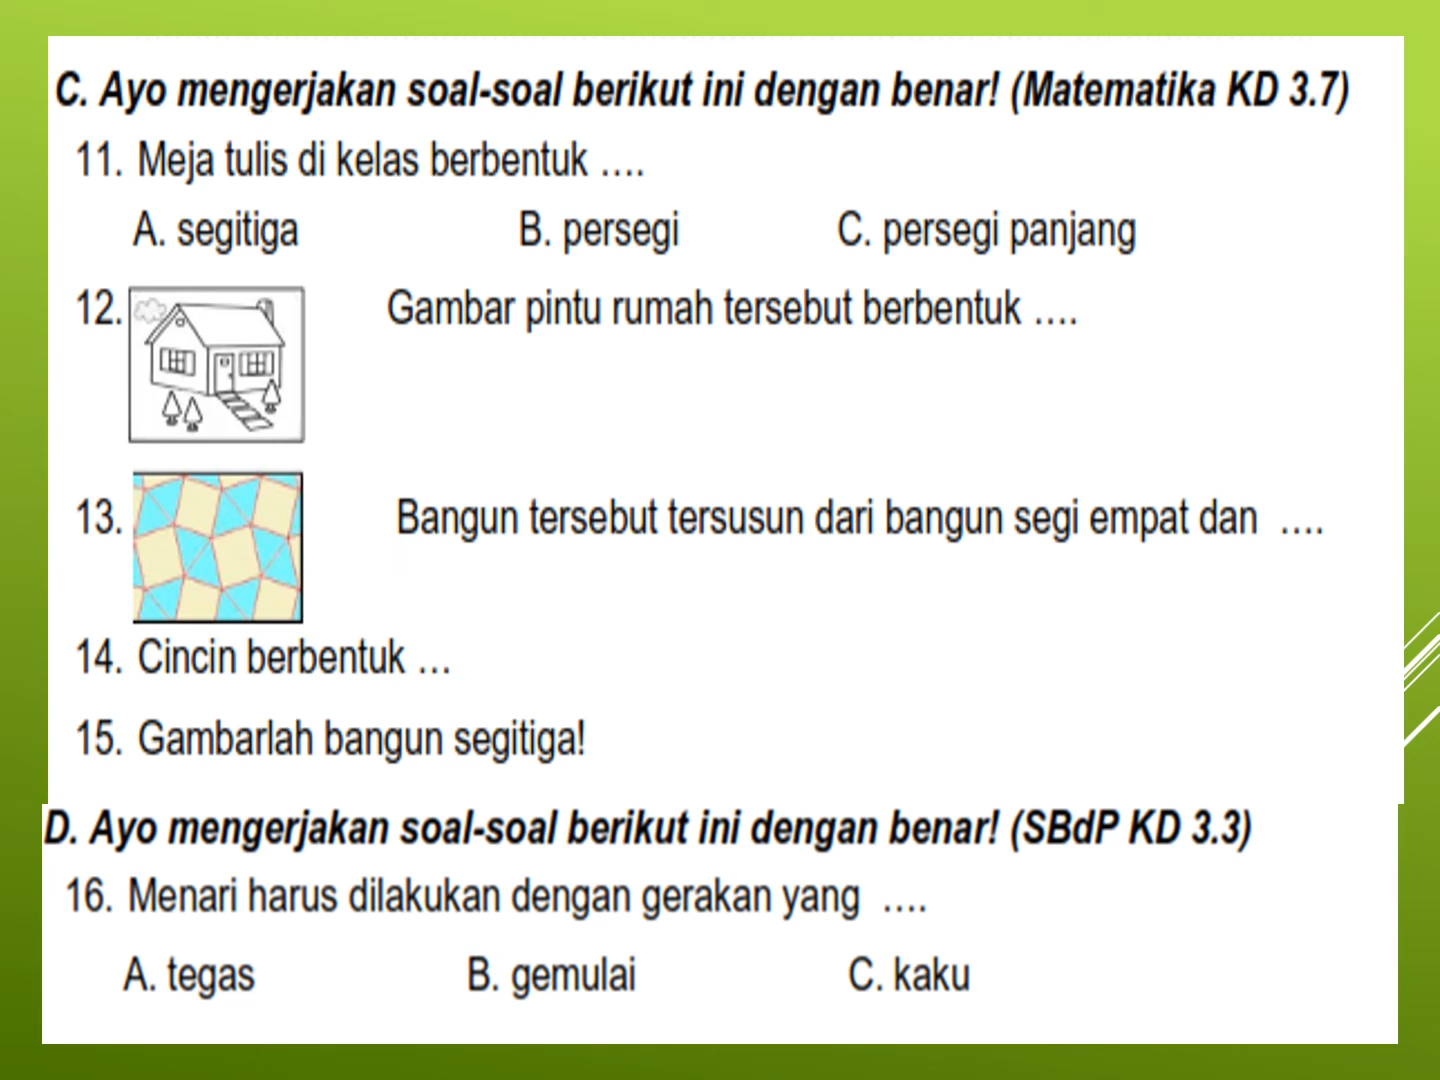 C. Ayo mengerjakan soal-soal berikut ini dengan benar! (Matematika KD 3.7)
11. Meja tulis di kelas berbentuk ....
A. segitiga B. persegi C. persegi panjang
12. Gambar pintu rumah tersebut berbentuk ....
13. Bangun tersebut tersusun dari bangun segi empat dan ....
14. Cincin berbentuk ...
15. Gambarlah bangun segitiga!
D. Ayo mengerjakan soal-soal berikut ini dengan benar! (SBdP KD 3.3)
16. Menari harus dilakukan dengan gerakan yang ....
A. tegas B. gemulai C. kaku